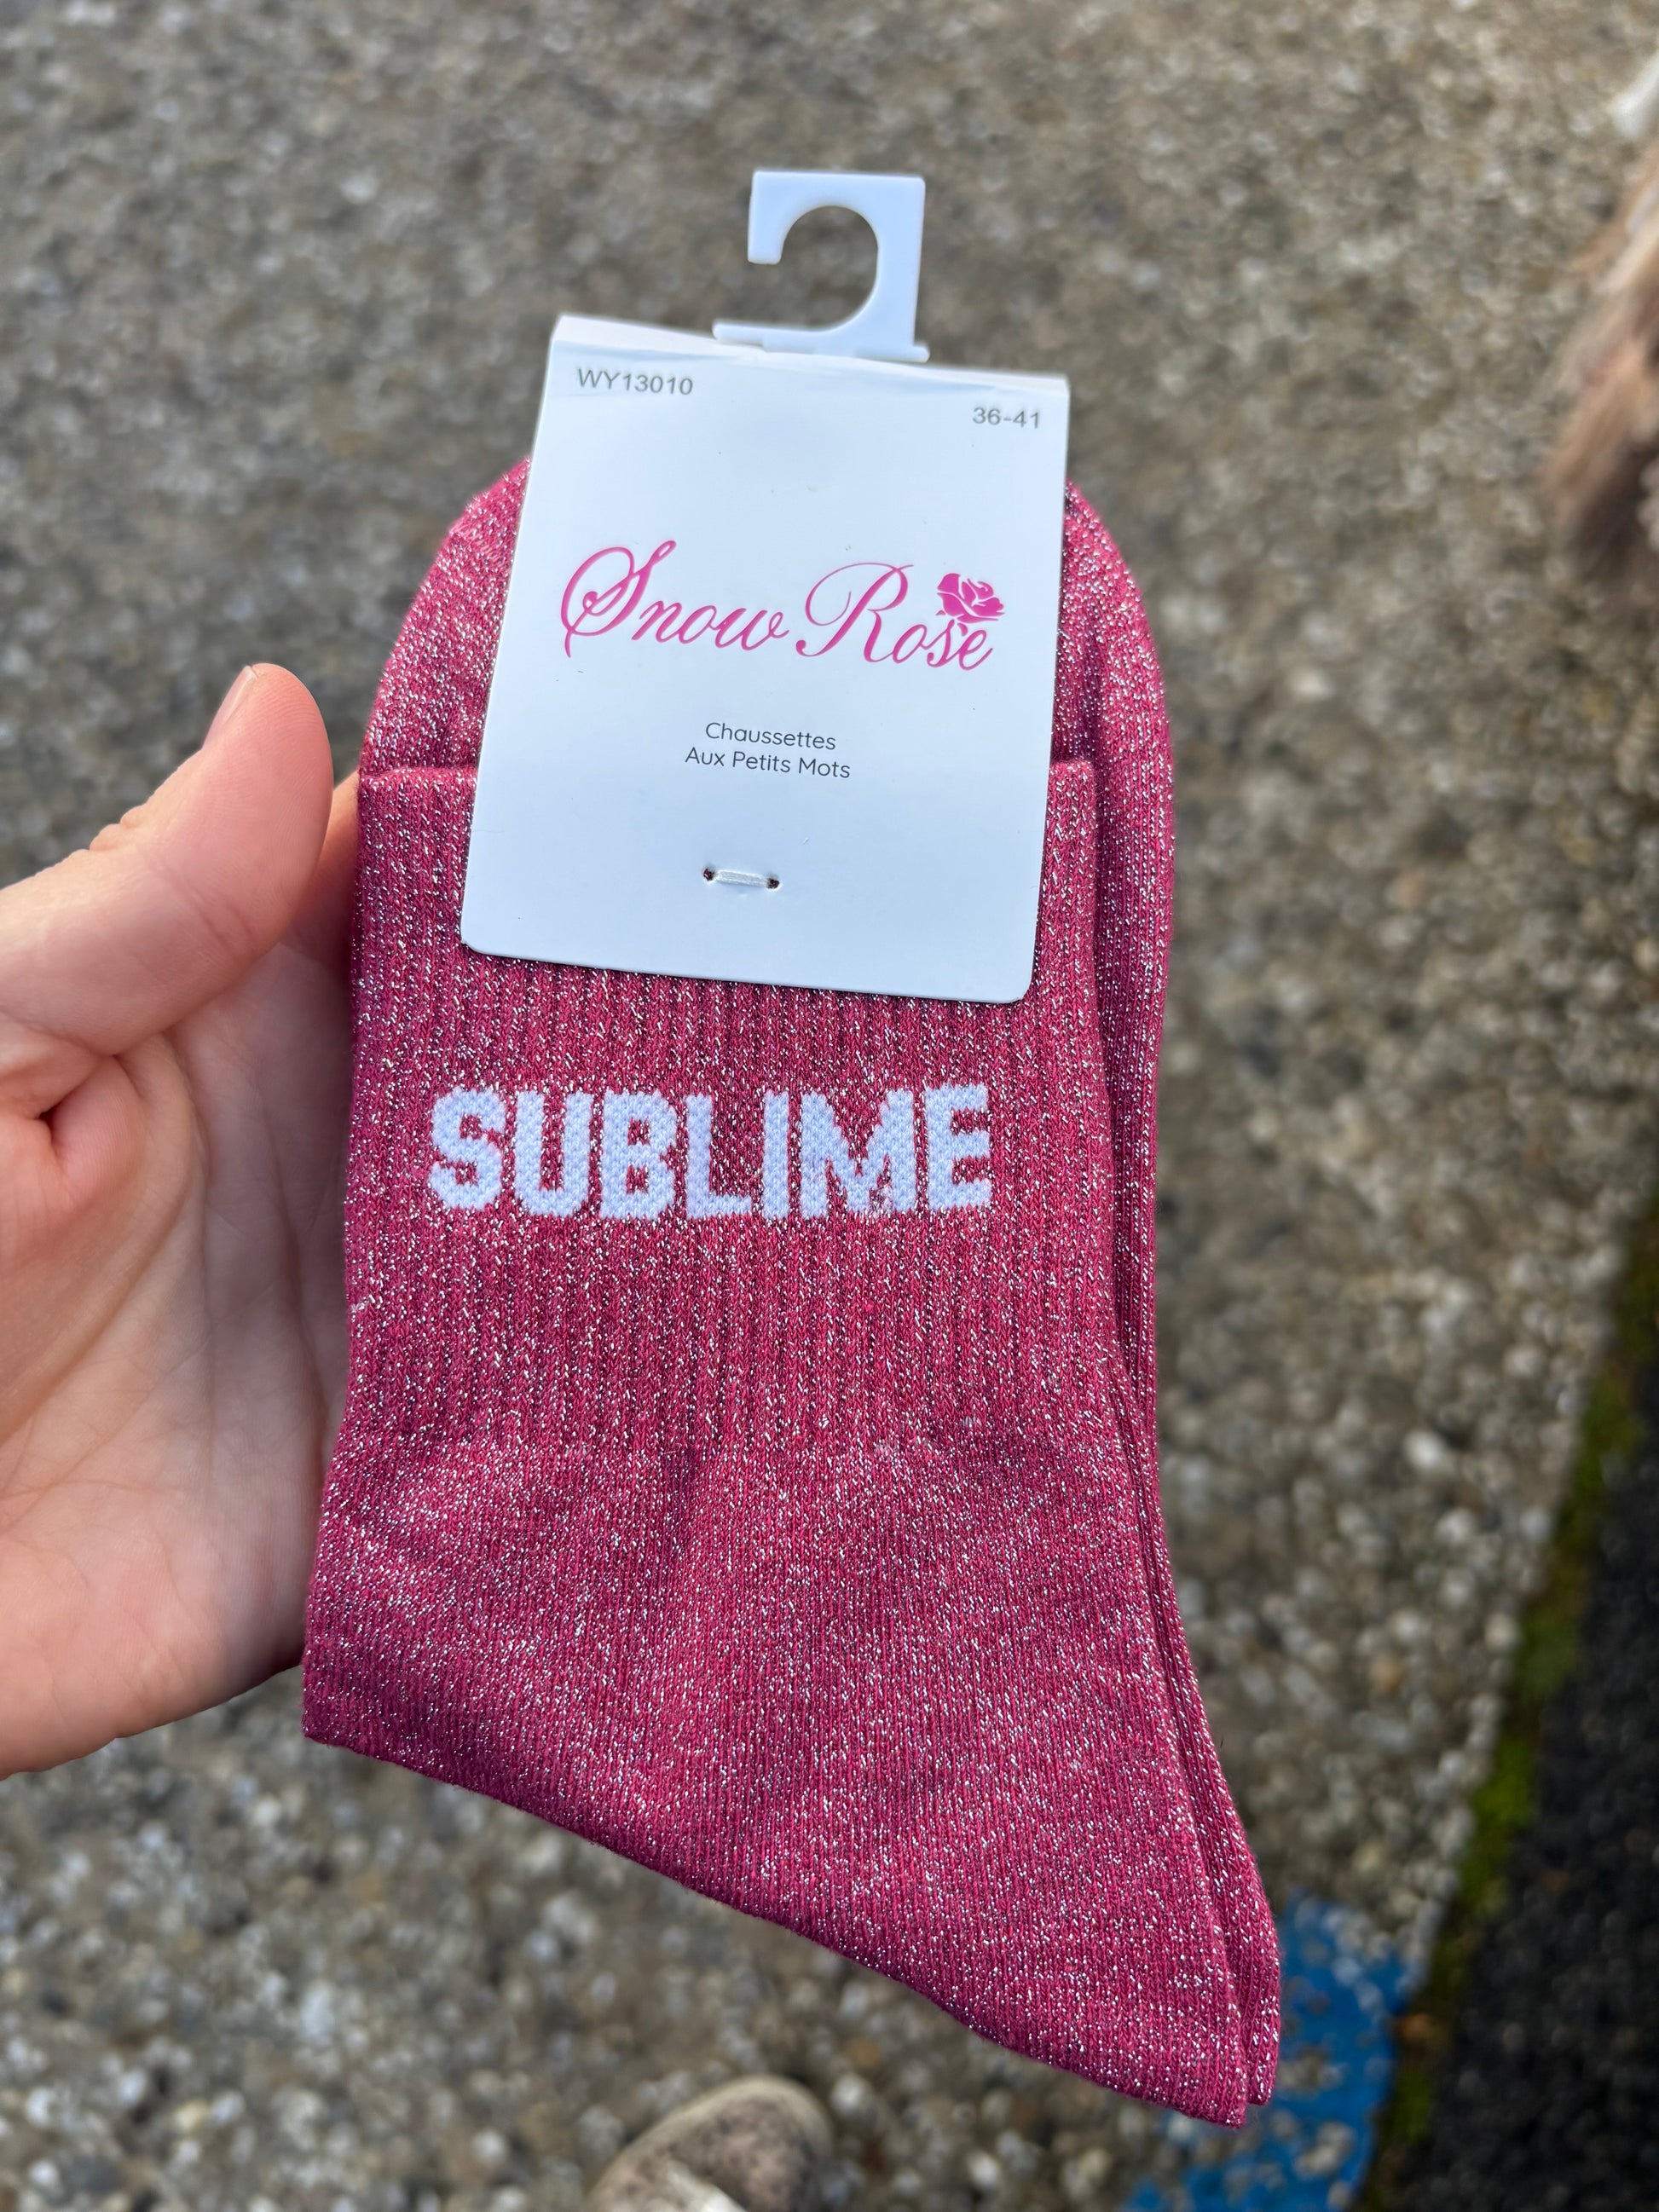 WY13010
36-41
Snow Rose
Chaussettes
Aux Petits Mots
SUBLIME